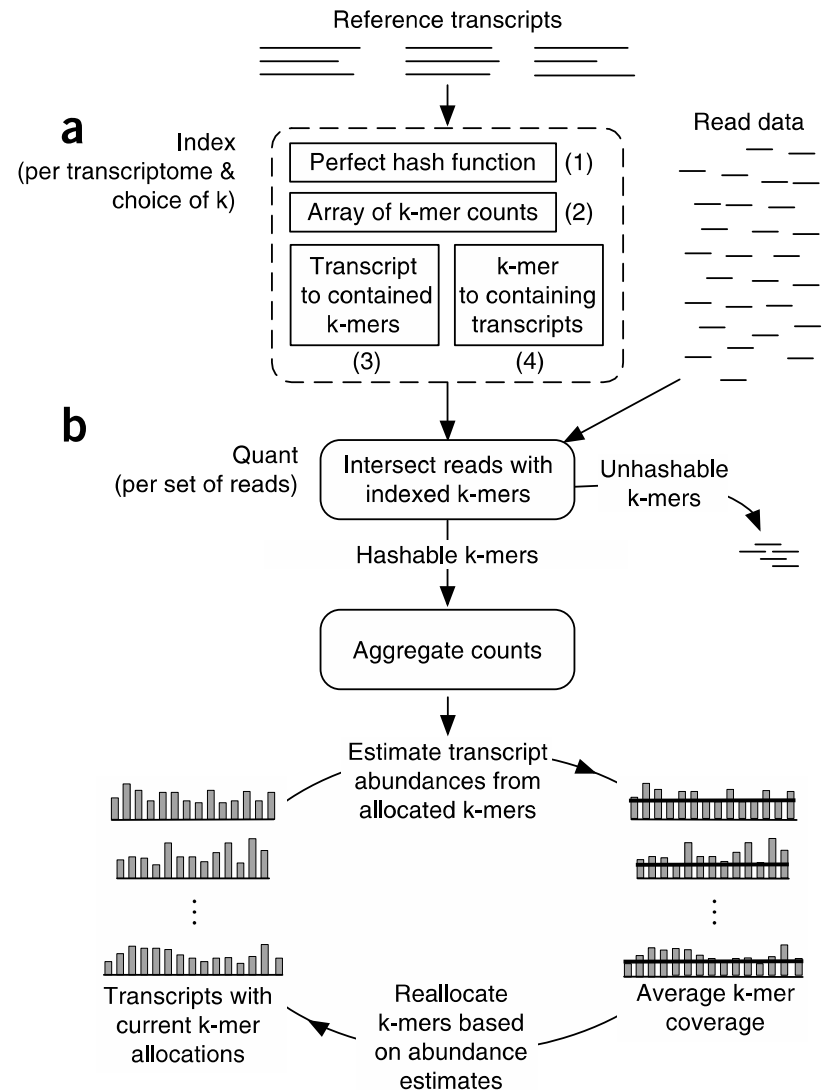 Reference transcripts
a
Index
(per transcriptome &
choice of k)
Perfect hash function
(1)
Array of k-mer counts
(2)
Transcript
to contained
k-mers
(3)
k-mer
to containing
transcripts
(4)
Read data
b
Quant
(per set of reads)
Intersect reads with
indexed k-mers
Unhashable
k-mers
Hashable k-mers
Aggregate counts
Estimate transcript
abundances from
allocated k-mers
Transcripts with
current k-mer
allocations
Reallocate
k-mers based
on abundance
estimates
Average k-mer
coverage